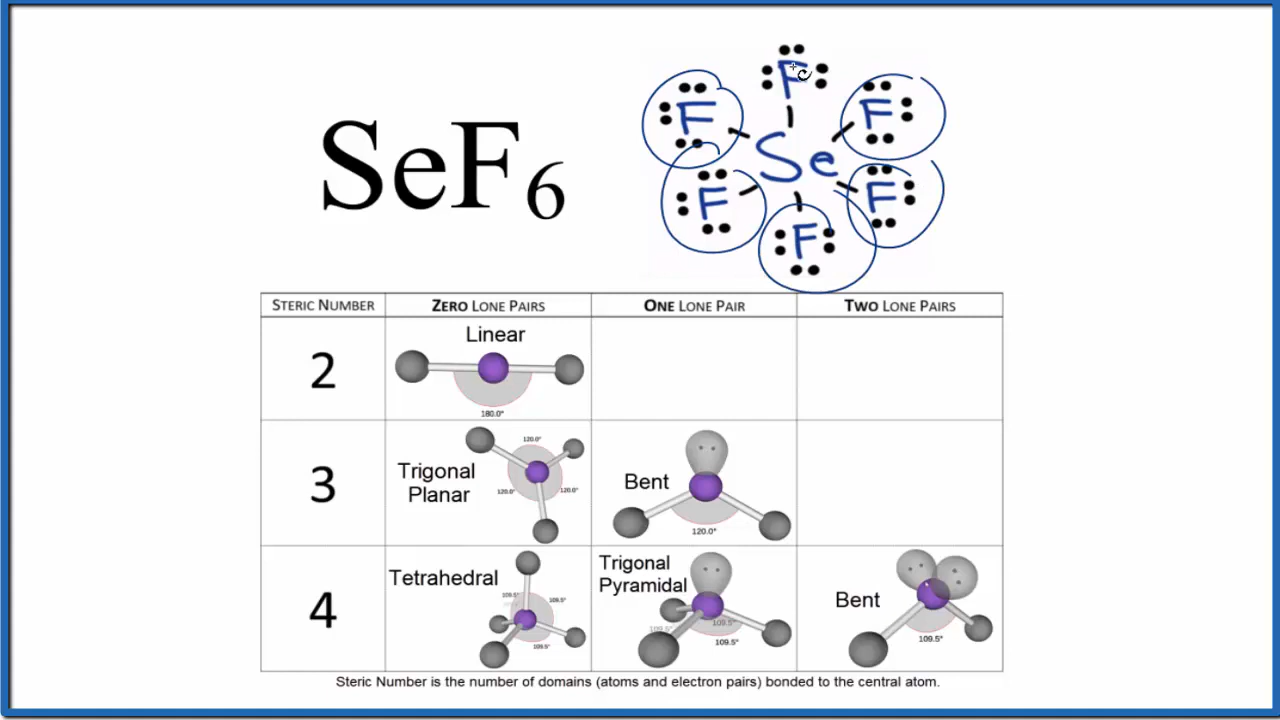 SeF6
F
F
F
Se
F
F
F
STERIC NUMBER
ZERO LONE PAIRS
ONE LONE PAIR
TWO LONE PAIRS
2
Linear
180.0°
3
Trigonal
Planar
120.0°
120.0°
120.0°
Bent
120.0°
4
Tetrahedral
109.5°
109.5°
109.5°
Trigonal
Pyramidal
109.5°
109.5°
109.5°
Bent
109.5°
Steric Number is the number of domains (atoms and electron pairs) bonded to the central atom.